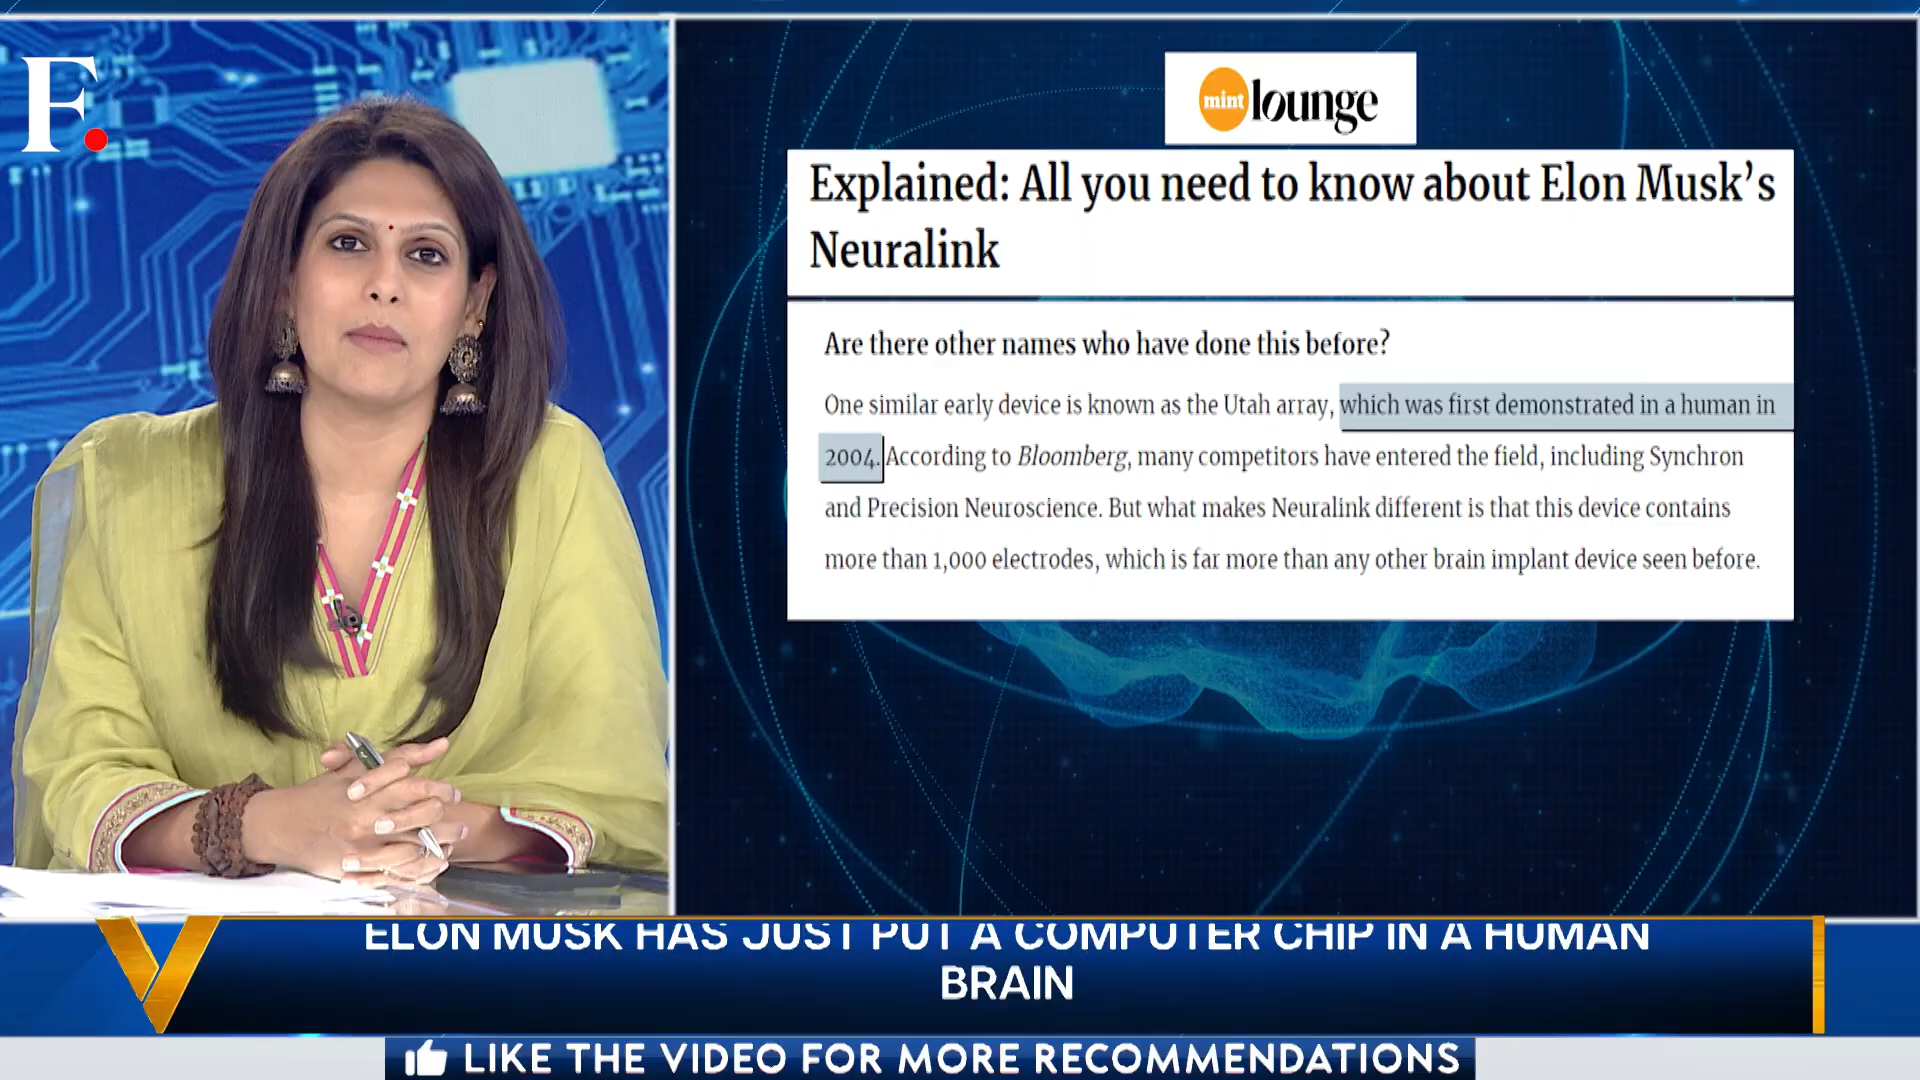 F.
mint lounge
Explained: All you need to know about Elon Musk’s
Neuralink
Are there other names who have done this before?
One similar early device is known as the Utah array, which was first demonstrated in a human in
2004. According to Bloomberg, many competitors have entered the field, including Synchron
and Precision Neuroscience. But what makes Neuralink different is that this device contains
more than 1,000 electrodes, which is far more than any other brain implant device seen before.
V
ELON MUSK HAS JUST PUT A COMPUTER CHIP IN A HUMAN
BRAIN
LIKE THE VIDEO FOR MORE RECOMMENDATIONS